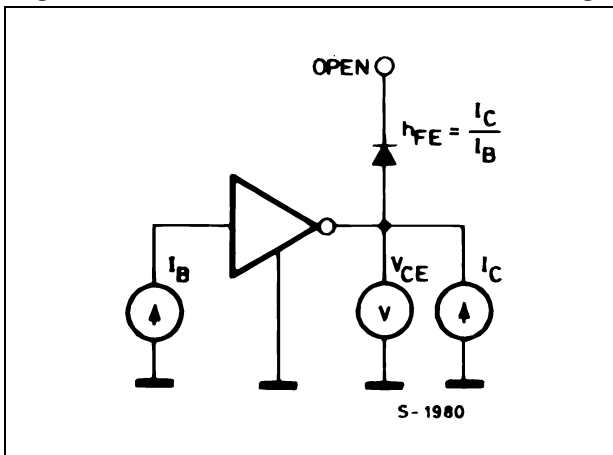 OPEN
hFE = IC
IB
IB
VCE
IC
V
S-1980